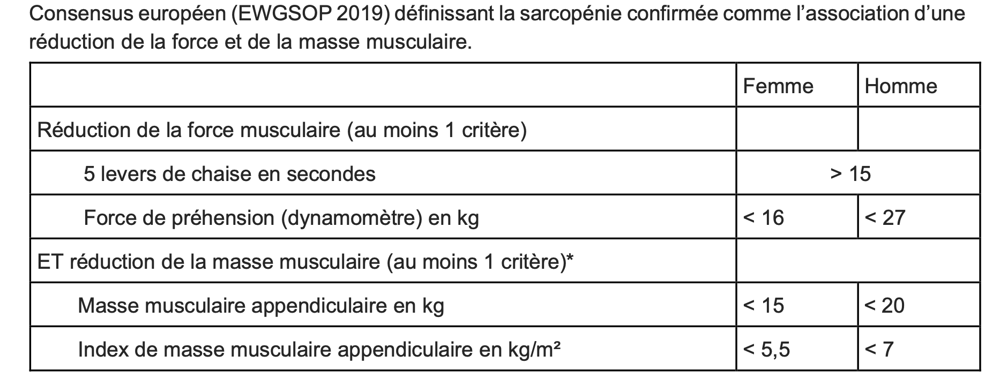 Consensus européen (EWGSOP 2019) définissant la sarcopénie confirmée comme l’association d’une
réduction de la force et de la masse musculaire.
Femme Homme
Réduction de la force musculaire (au moins 1 critère)
5 levers de chaise en secondes > 15
Force de préhension (dynamomètre) en kg < 16 < 27
ET réduction de la masse musculaire (au moins 1 critère)*
Masse musculaire appendiculaire en kg < 15 < 20
Index de masse musculaire appendiculaire en kg/m² < 5,5 < 7